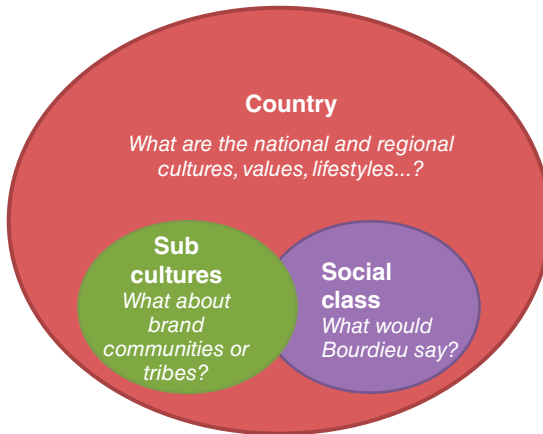 Country
What are the national and regional
cultures, values, lifestyles...?
Sub
cultures
What about
brand
communities or
tribes?
Social
class
What would
Bourdieu say?